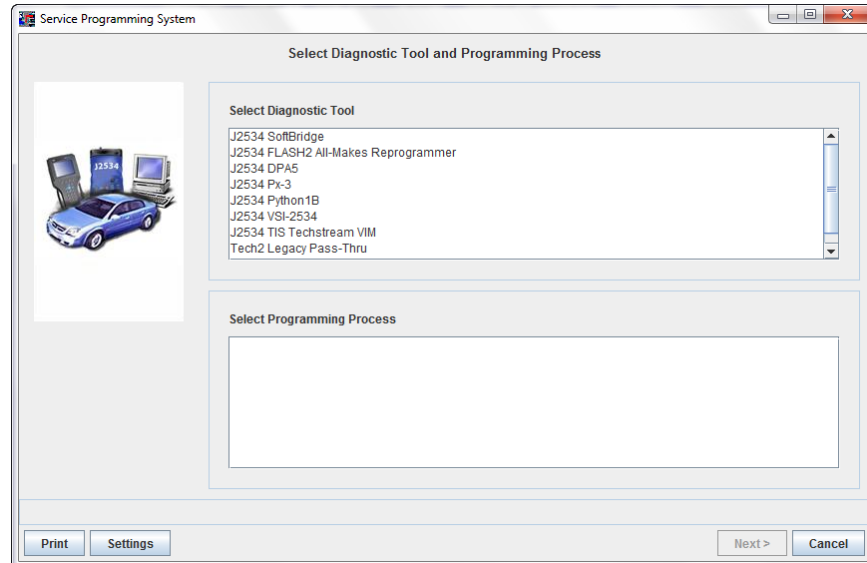 Service Programming System
Select Diagnostic Tool and Programming Process
J2534
Select Diagnostic Tool
J2534 SoftBridge
J2534 FLASH2 All-Makes Reprogrammer
J2534 DPA5
J2534 Px-3
J2534 Python1B
J2534 VSI-2534
J2534 TIS Techstream VIM
Tech2 Legacy Pass-Thru
Select Programming Process
Print
Settings
Next >
Cancel